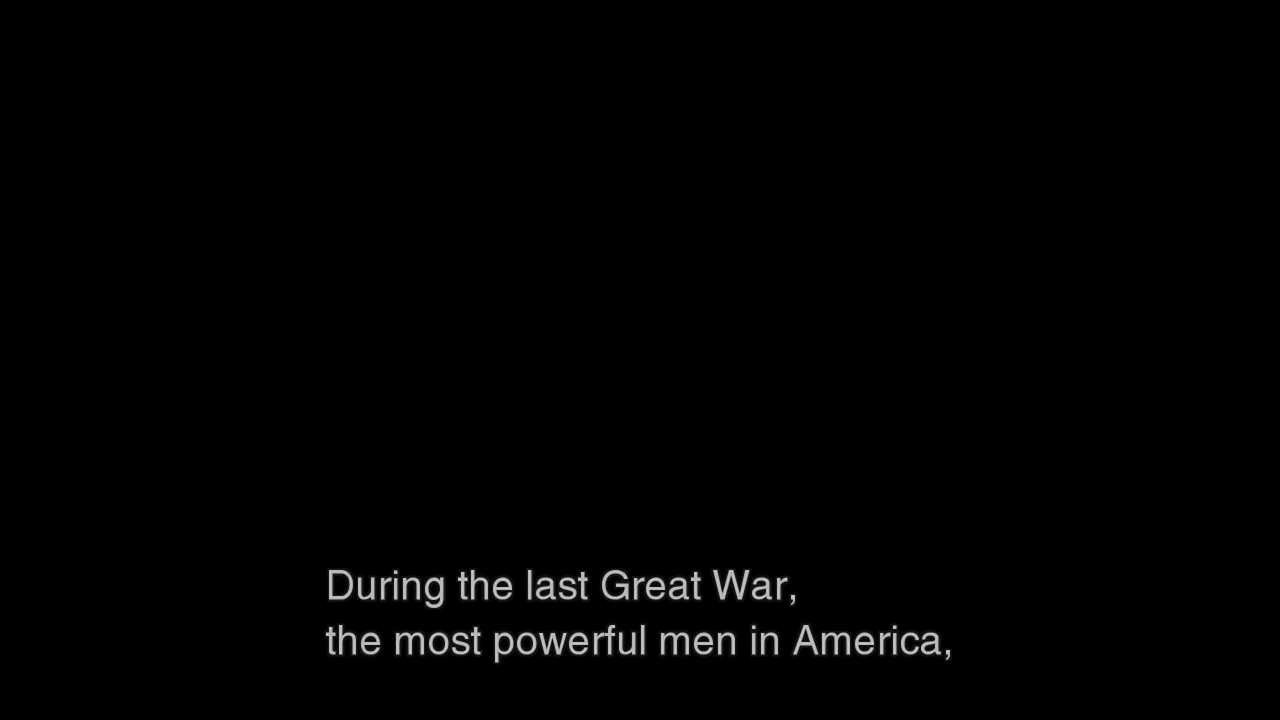 During the last Great War,
the most powerful men in America,